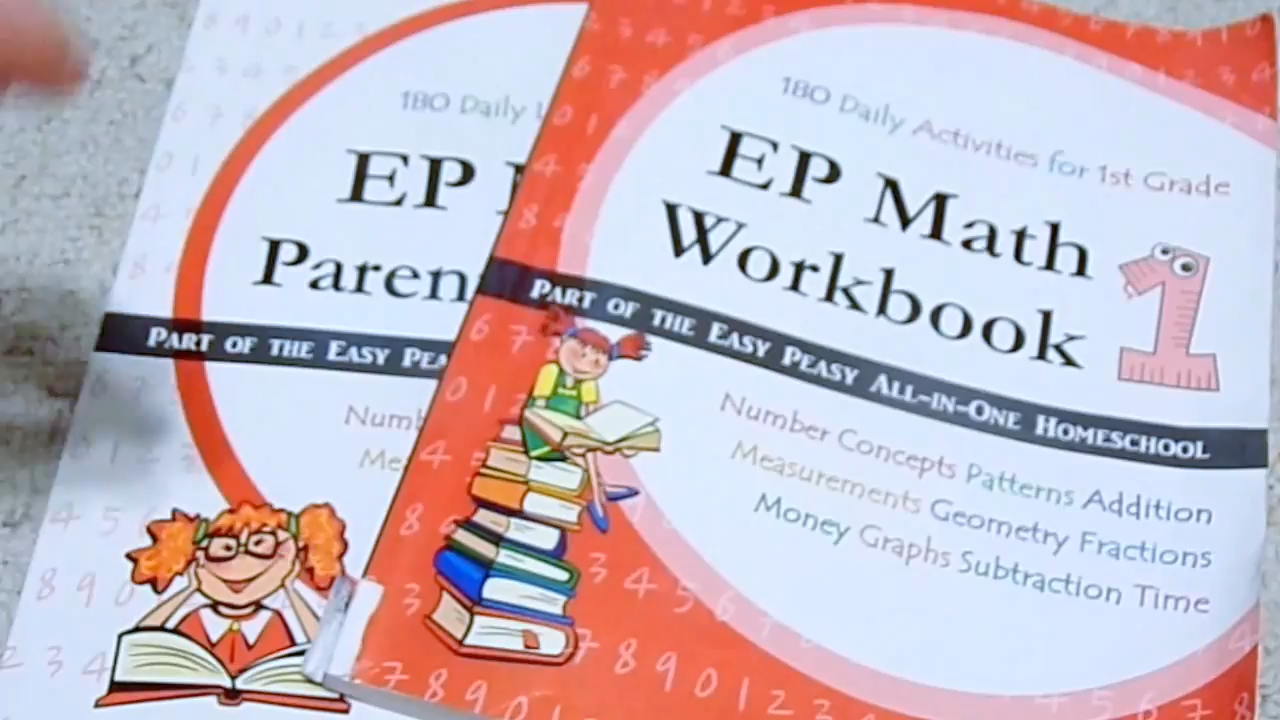 180 Daily
EP
Paren
PART OF THE EASY PEA
Numb
Me
180 Daily Activities for 1st Grade
EP Math
Workbook 1
PART OF THE EASY PEASY ALL-IN-ONE HOMESCHOOL
Number Concepts Patterns Addition
Measurements Geometry Fractions
Money Graphs Subtraction Time